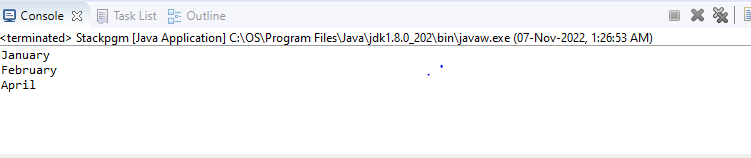 Console Task List Outline
<terminated> Stackpgm [Java Application] C:\OS\Program Files\Java\jdk1.8.0_202\bin\javaw.exe (07-Nov-2022, 1:26:53 AM)
January
February
April